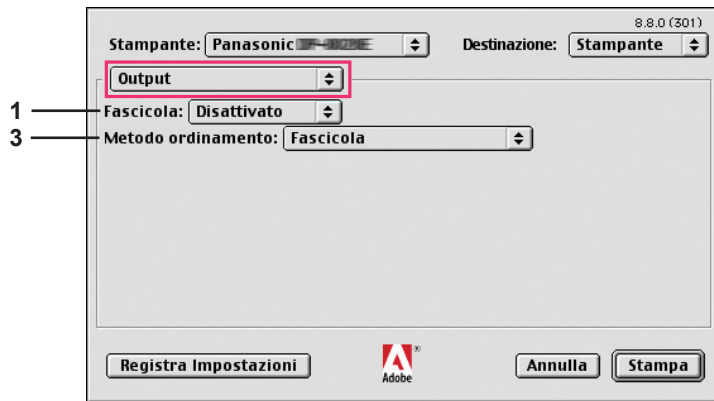 8.8.0 (301)
Stampante: Panasonic Destinazione: Stampante
Output
1 Fascicola: Disattivato
3 Metodo ordinamento: Fascicola
Registra Impostazioni Adobe ® Annulla Stampa